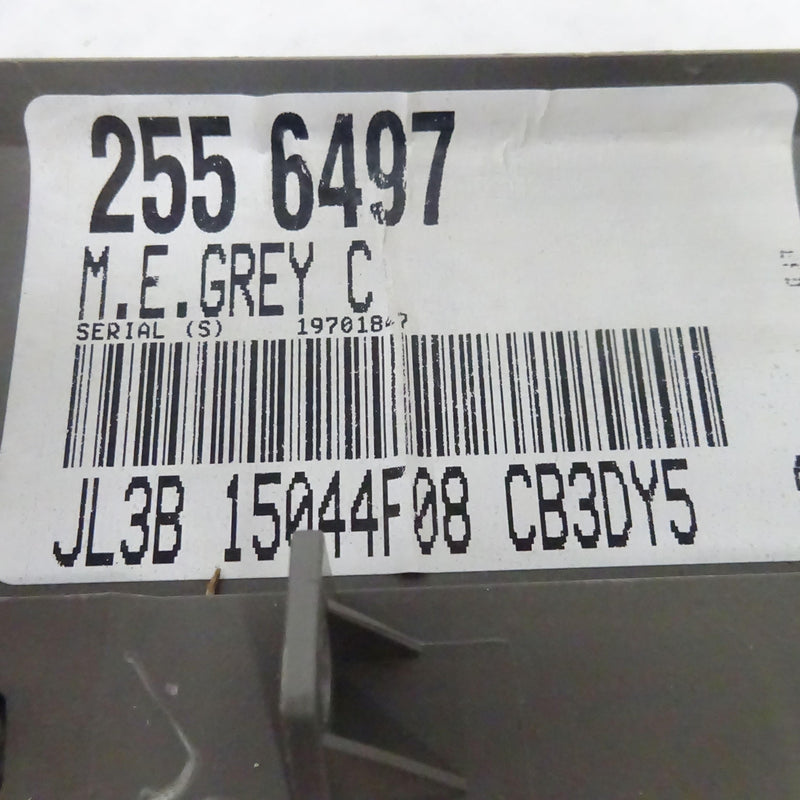 255 6497
M.E.GREY C
SERIAL (S)
JL3B 15044F08 CB3DY5